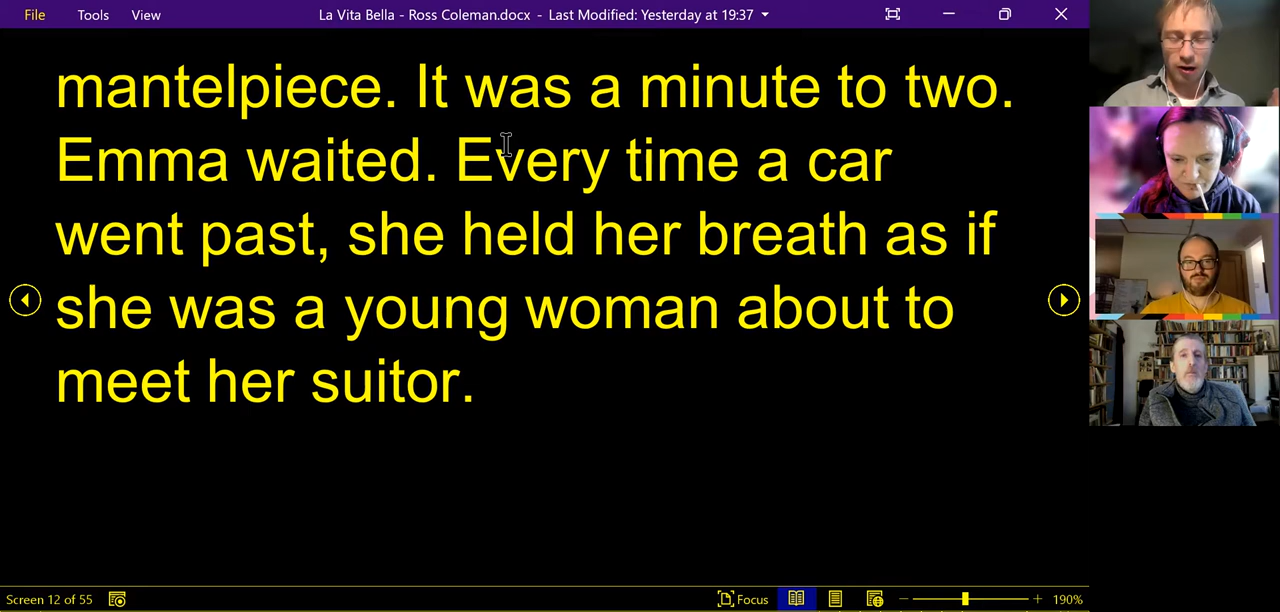 File Tools View La Vita Bella - Ross Coleman.docx - Last Modified: Yesterday at 19:37
mantelpiece. It was a minute to two.
Emma waited. Every time a car
went past, she held her breath as if
she was a young woman about to
meet her suitor.
Screen 12 of 55 Focus 190%